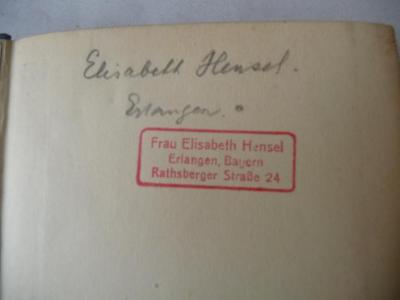 Elisabeth Hensel.
Erlangen.
Frau Elisabeth Hensel
Erlangen, Bayern
Rathsberger Straße 24